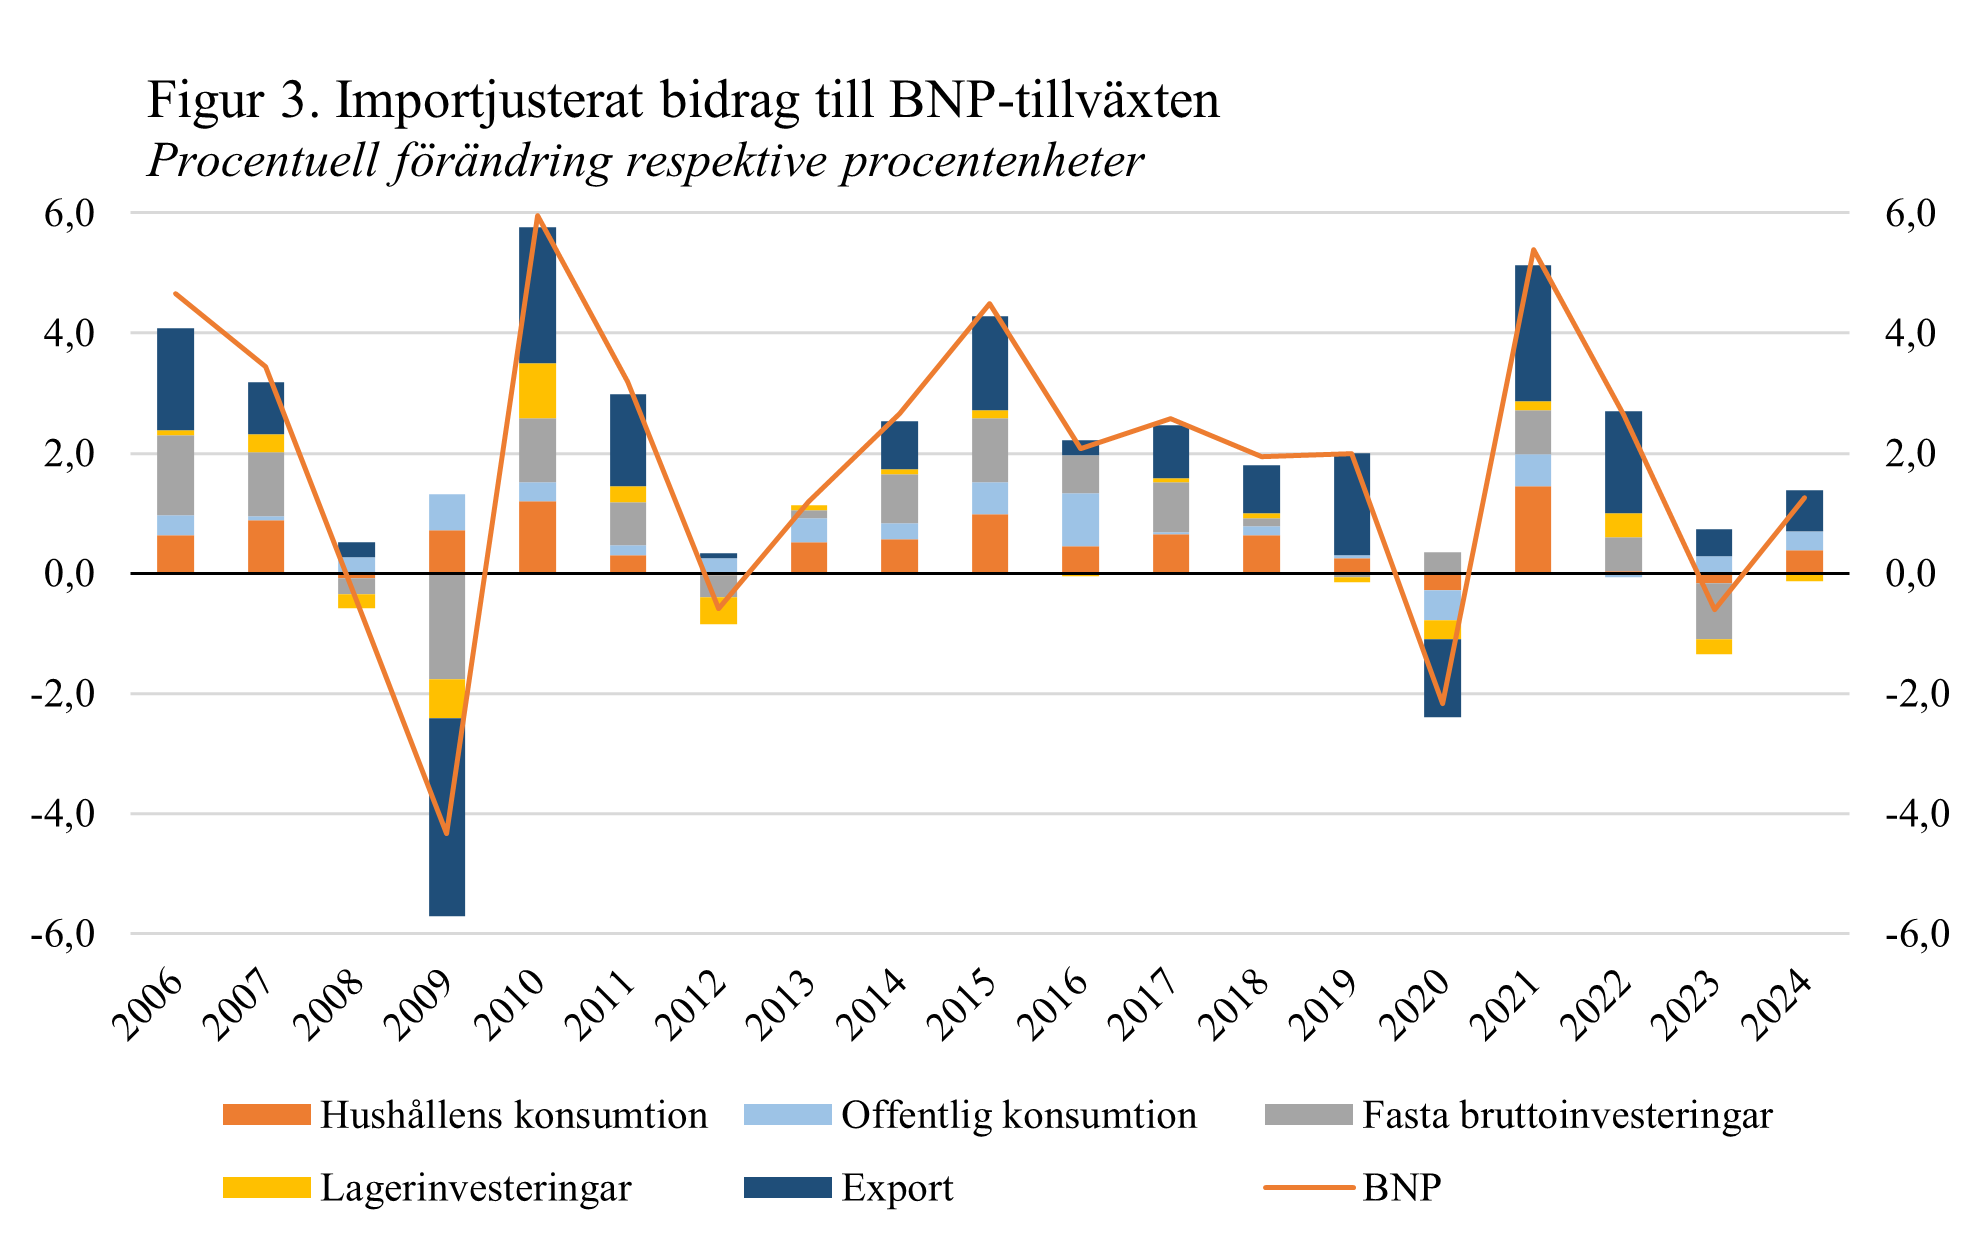 Figur 3. Importjusterat bidrag till BNP-tillväxten
Procentuell förändring respektive procentenheter
6,0 6,0
4,0 4,0
2,0 2,0
0,0 0,0
-2,0 -2,0
-4,0 -4,0
-6,0 -6,0
2006 2007 2008 2009 2010 2011 2012 2013 2014 2015 2016 2017 2018 2019 2020 2021 2022 2023 2024
Hushållens konsumtion Offentlig konsumtion Fasta bruttoinvesteringar
Lagerinvesteringar Export BNP